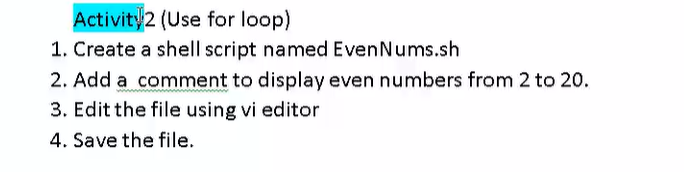 Activity2 (Use for loop)
1. Create a shell script named EvenNums.sh
2. Add a comment to display even numbers from 2 to 20.
3. Edit the file using vi editor
4. Save the file.